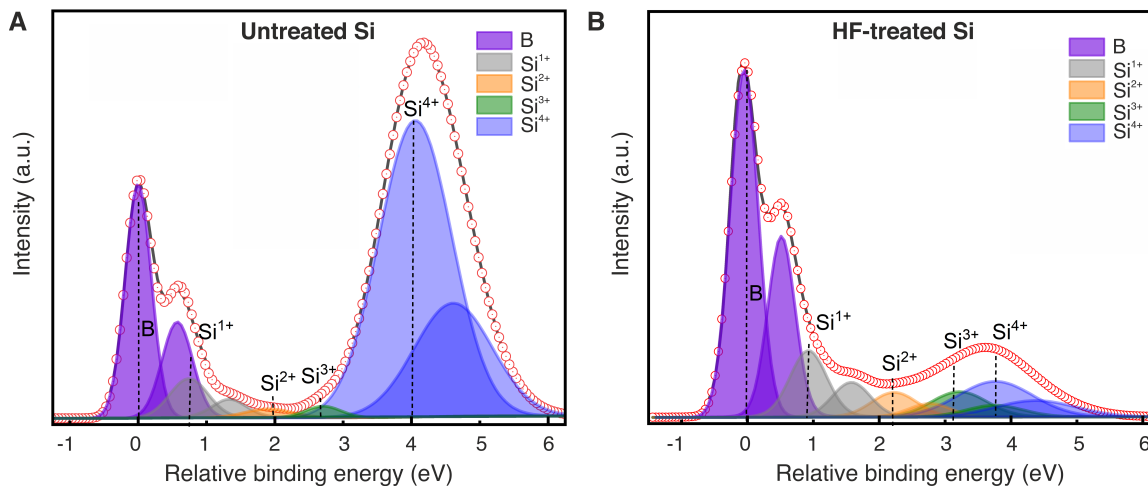 A
Untreated Si
B
Si¹⁺
Si²⁺
Si³⁺
Si⁴⁺
Si⁴⁺
B
Si¹⁺
Si²⁺
Si³⁺
Intensity (a.u.)
-1 0 1 2 3 4 5 6
Relative binding energy (eV)
B
HF-treated Si
B
Si¹⁺
Si²⁺
Si³⁺
Si⁴⁺
B
Si¹⁺
Si²⁺
Si³⁺
Si⁴⁺
Intensity (a.u.)
-1 0 1 2 3 4 5 6
Relative binding energy (eV)